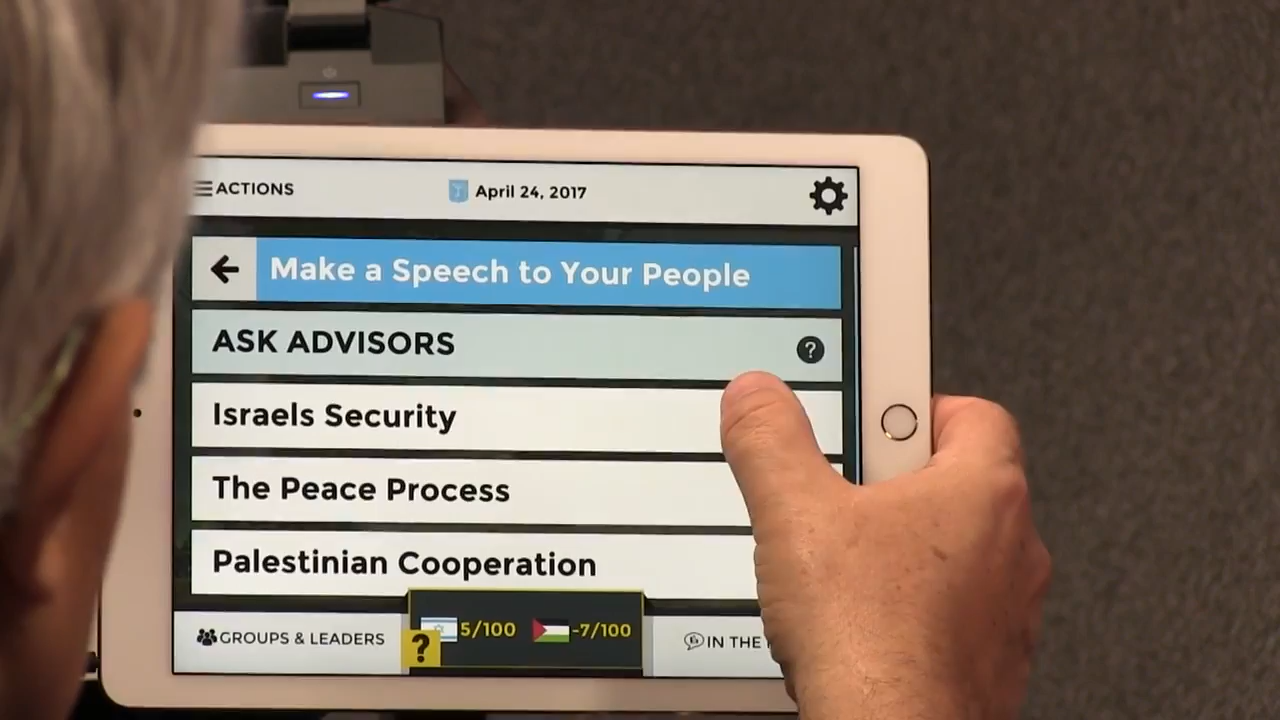 ACTIONS
April 24, 2017
Make a Speech to Your People
ASK ADVISORS
?
Israels Security
The Peace Process
Palestinian Cooperation
GROUPS & LEADERS
?
5/100
-7/100
IN THE